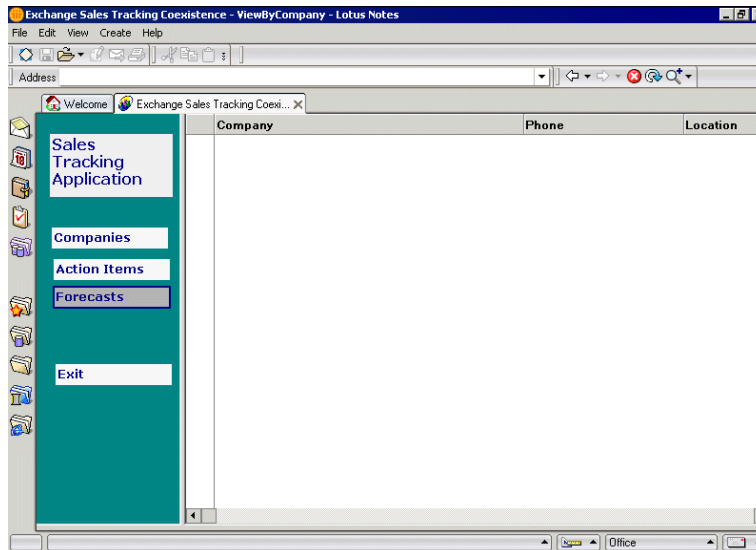 Exchange Sales Tracking Coexistence - ViewByCompany - Lotus Notes
File Edit View Create Help
Address
Welcome Exchange Sales Tracking Coexi...
Company Phone Location
Sales
Tracking
Application
18
Companies
Action Items
Forecasts
Exit
Office